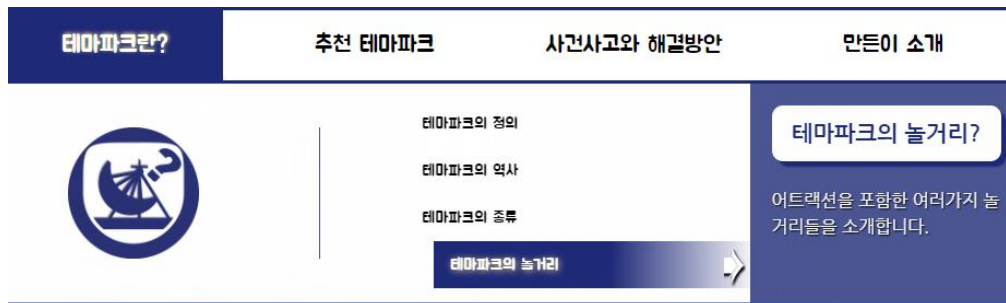 테마파크란?
추천 테마파크
사건사고와 해결방안
만든이 소개
테마파크의 정의
테마파크의 역사
테마파크의 종류
테마파크의 놀거리
테마파크의 놀거리?
어트랙션을 포함한 여러가지 놀
거리들을 소개합니다.